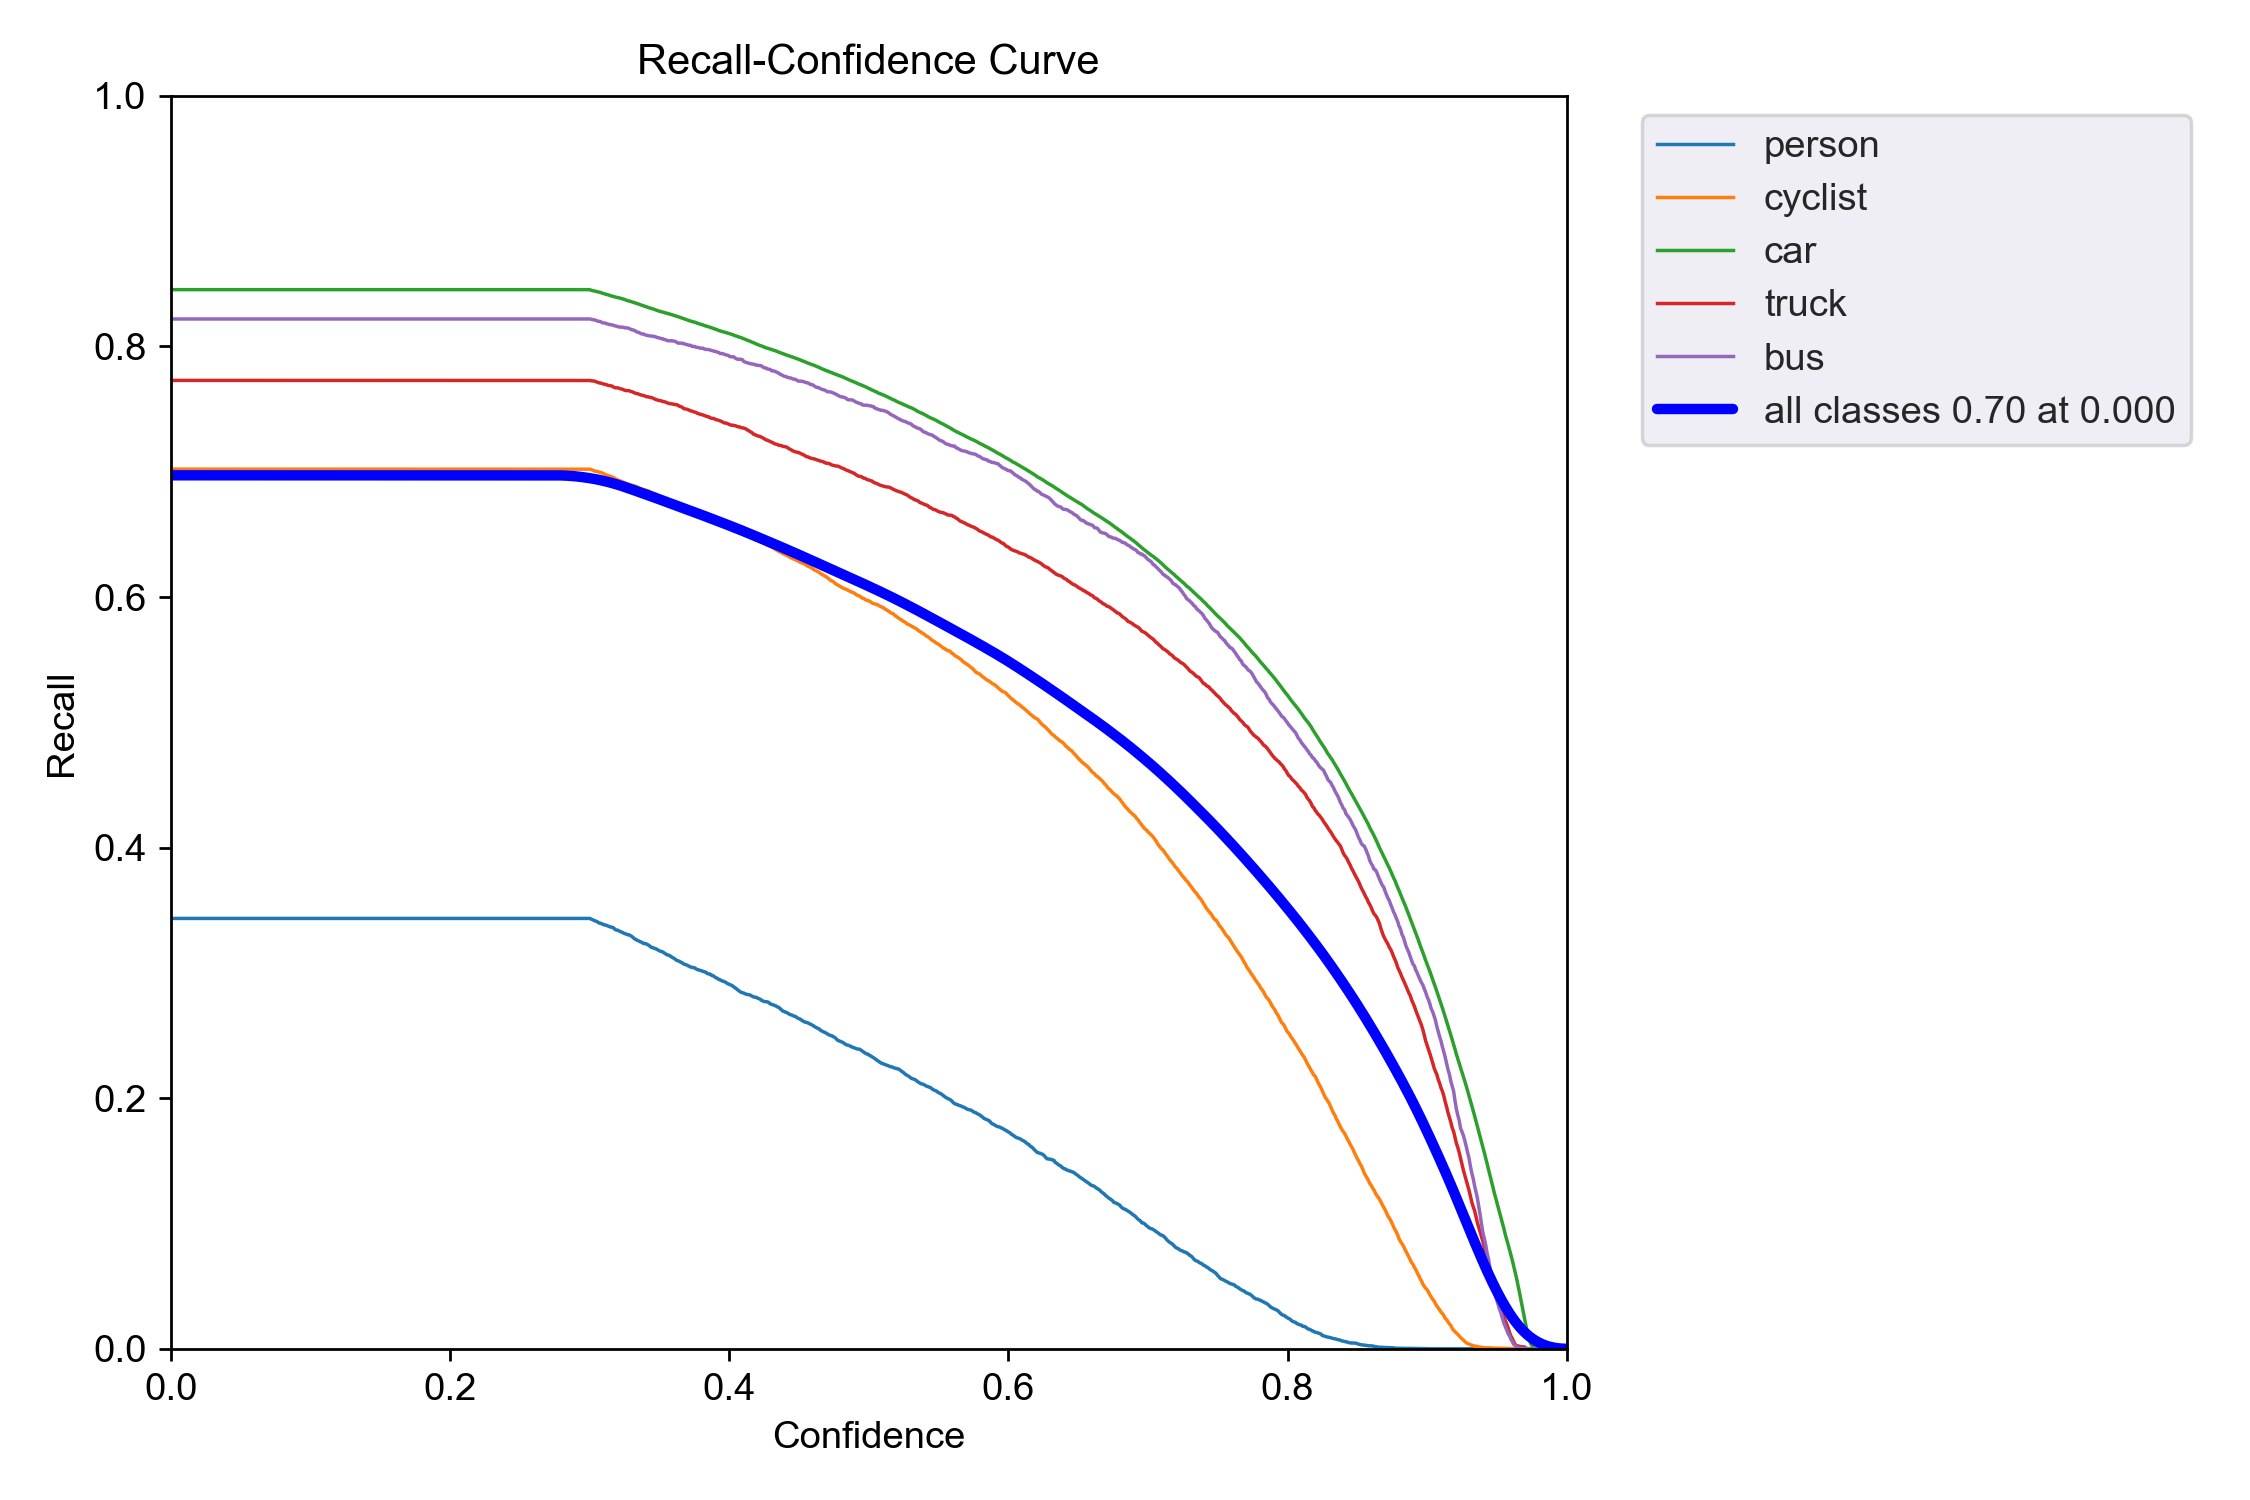 Recall-Confidence Curve
1.0
0.8
0.6
0.4
0.2
0.0
Recall
0.0 0.2 0.4 0.6 0.8 1.0
Confidence
person
cyclist
car
truck
bus
all classes 0.70 at 0.000